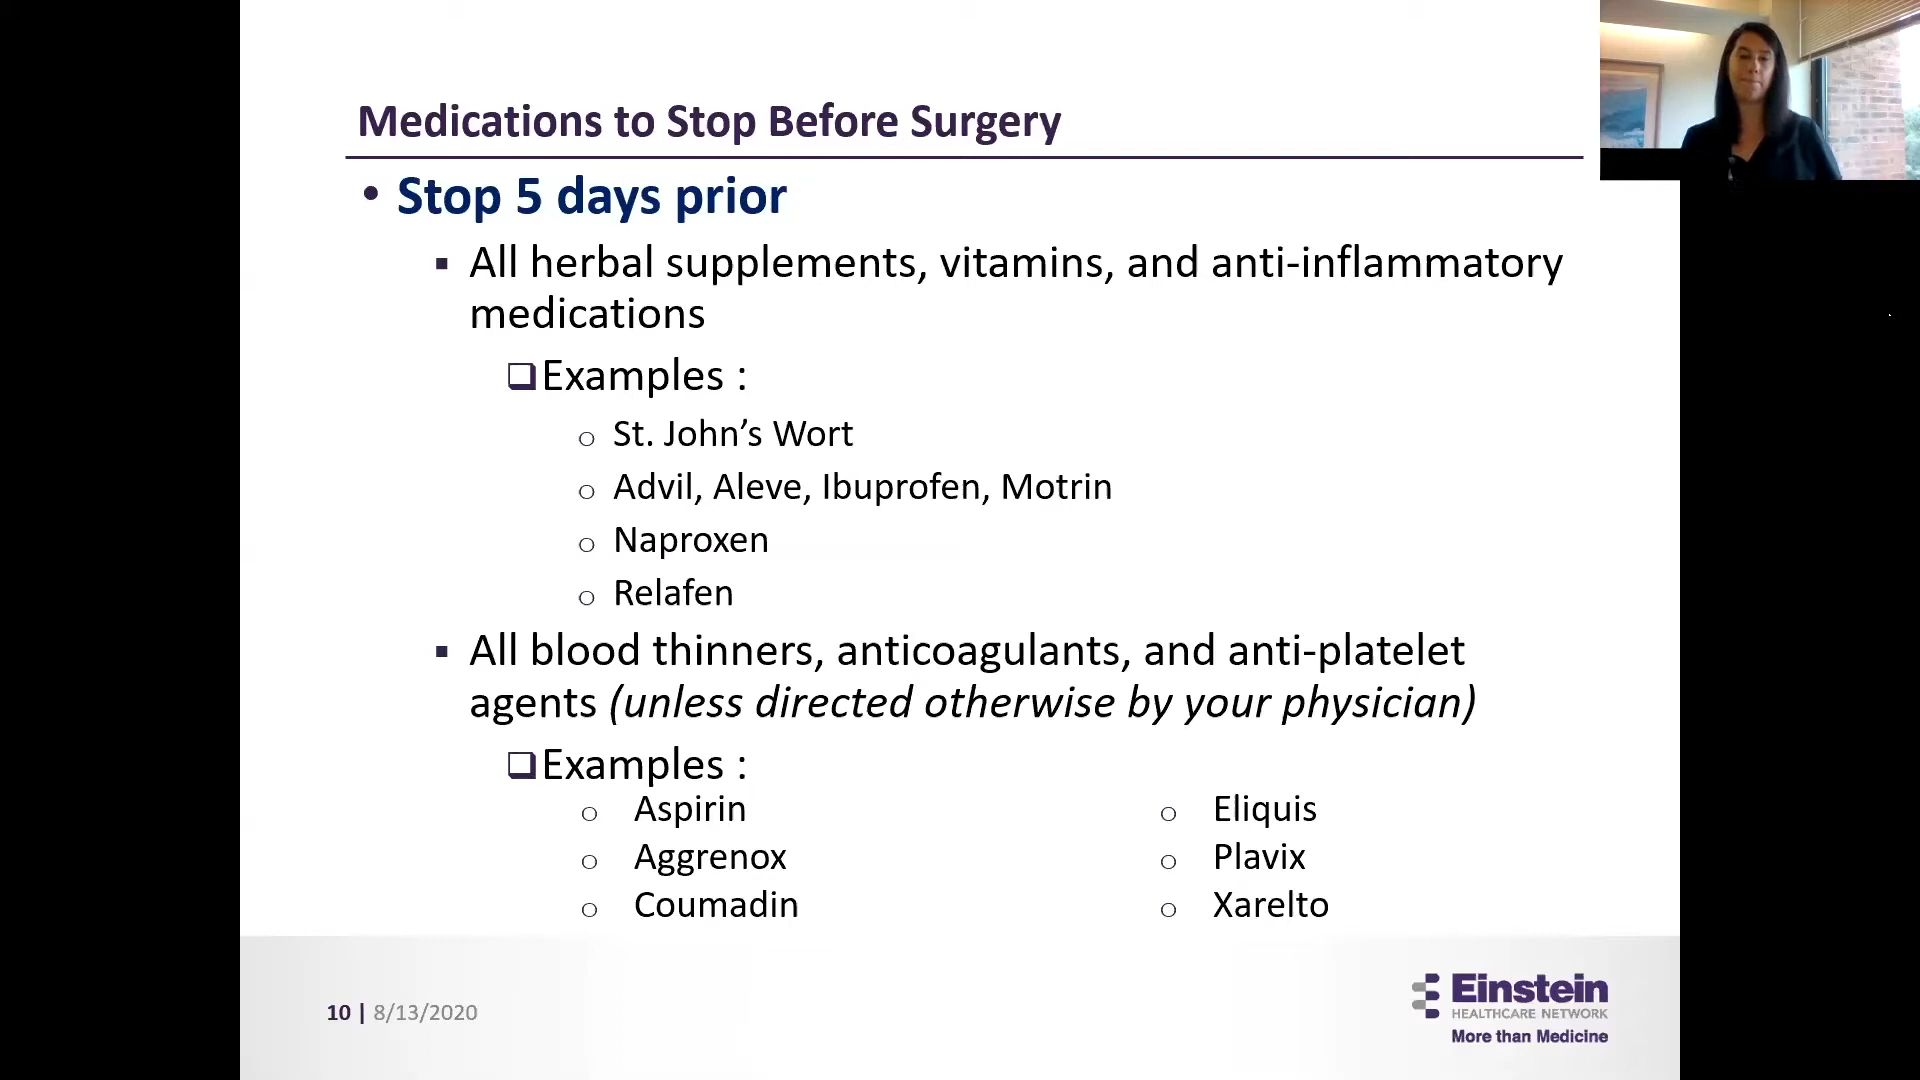 Medications to Stop Before Surgery
• Stop 5 days prior
▪ All herbal supplements, vitamins, and anti-inflammatory
medications
❑Examples :
o St. John’s Wort
o Advil, Aleve, Ibuprofen, Motrin
o Naproxen
o Relafen
▪ All blood thinners, anticoagulants, and anti-platelet
agents (unless directed otherwise by your physician)
❑Examples :
o Aspirin
o Aggrenox
o Coumadin
o Eliquis
o Plavix
o Xarelto
10 | 8/13/2020
Einstein
HEALTHCARE NETWORK
More than Medicine